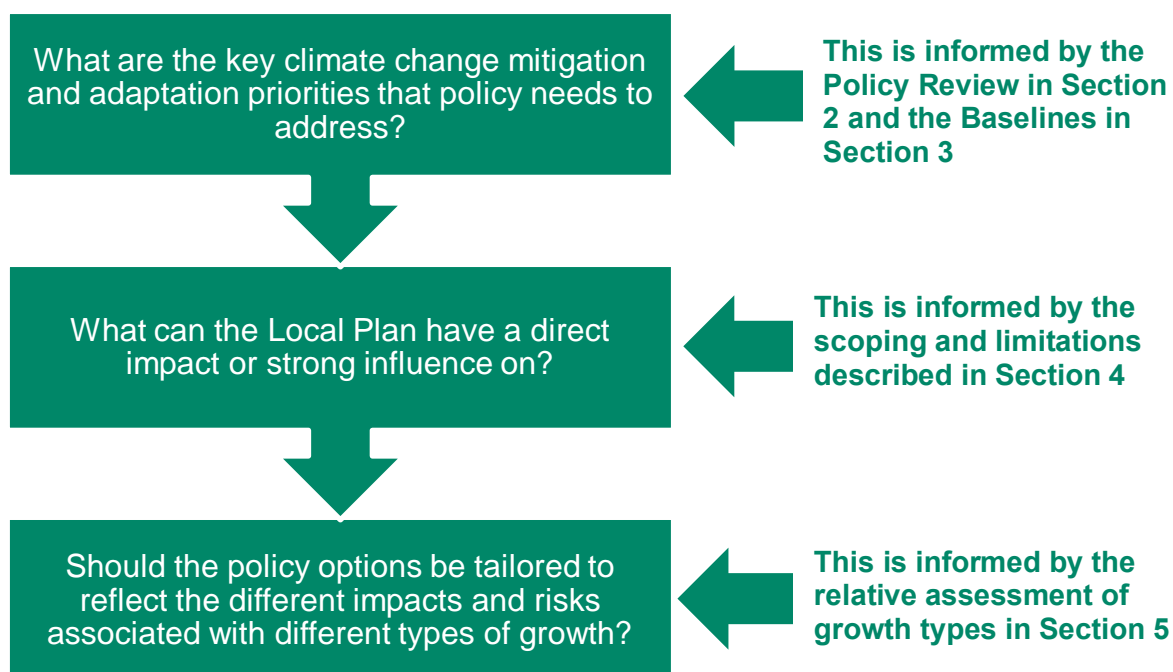 What are the key climate change mitigation
and adaptation priorities that policy needs to
address?
This is informed by the
Policy Review in Section
2 and the Baselines in
Section 3
What can the Local Plan have a direct
impact or strong influence on?
This is informed by the
scoping and limitations
described in Section 4
Should the policy options be tailored to
reflect the different impacts and risks
associated with different types of growth?
This is informed by the
relative assessment of
growth types in Section 5